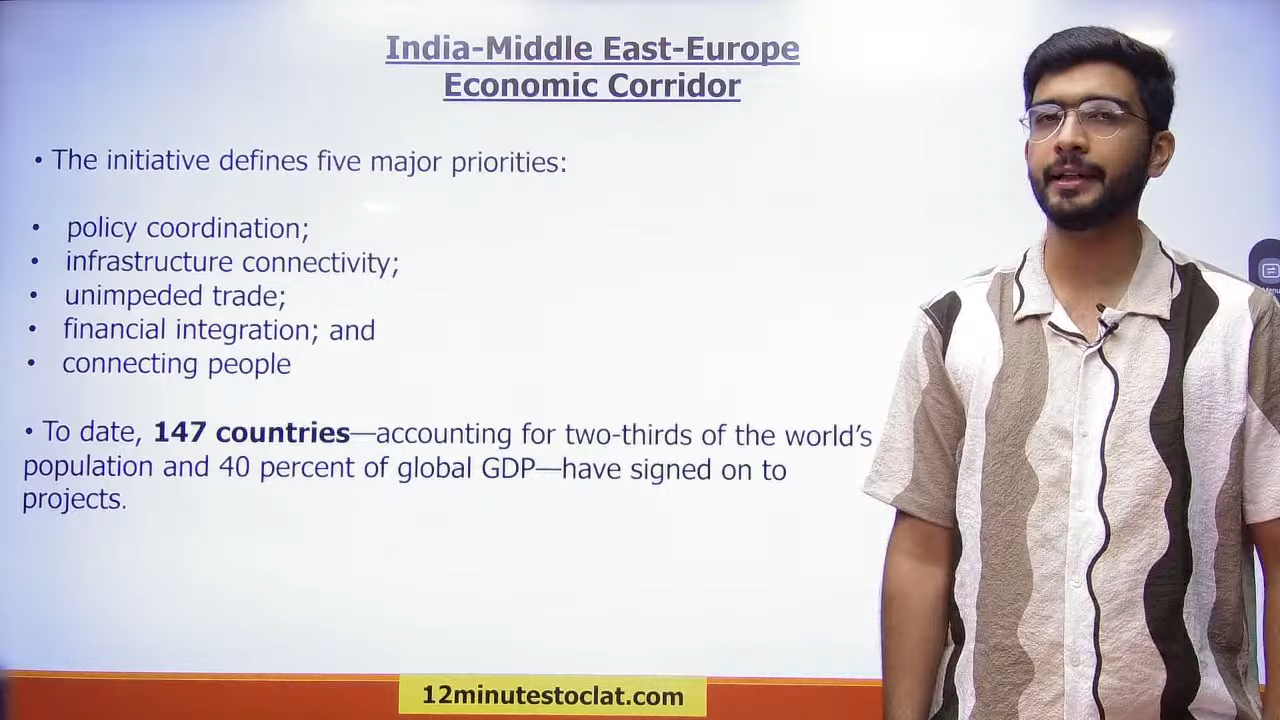 India-Middle East-Europe
Economic Corridor
• The initiative defines five major priorities:
• policy coordination;
• infrastructure connectivity;
• unimpeded trade;
• financial integration; and
• connecting people
• To date, 147 countries—accounting for two-thirds of the world’s
population and 40 percent of global GDP—have signed on to
projects.
12minutestoclat.com
Menu